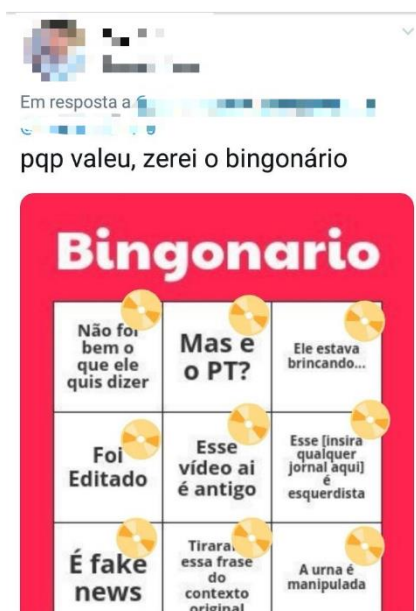 Em resposta a
pqp valeu, zerei o bingonário
Bingonario
Não foi
bem o
que ele
quis dizer
Mas e
o PT?
Ele estava
brincando...
Foi
Editado
Esse
vídeo ai
é antigo
Esse [insira
qualquer
jornal aqui]
é
esquerdista
É fake
news
essa frase
do
contexto
original
A urna é
manipulada